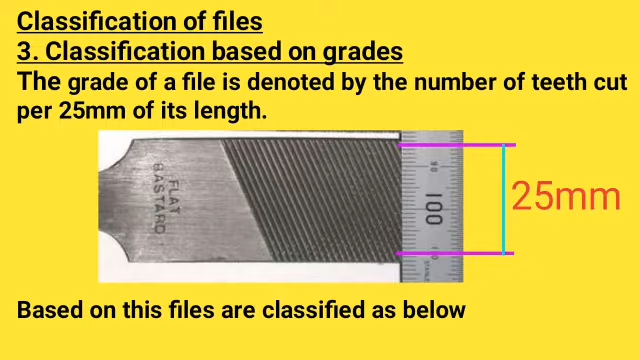 Classification of files
3. Classification based on grades
The grade of a file is denoted by the number of teeth cut
per 25mm of its length.
FLAT
BASTARD
90
100
25mm
Based on this files are classified as below